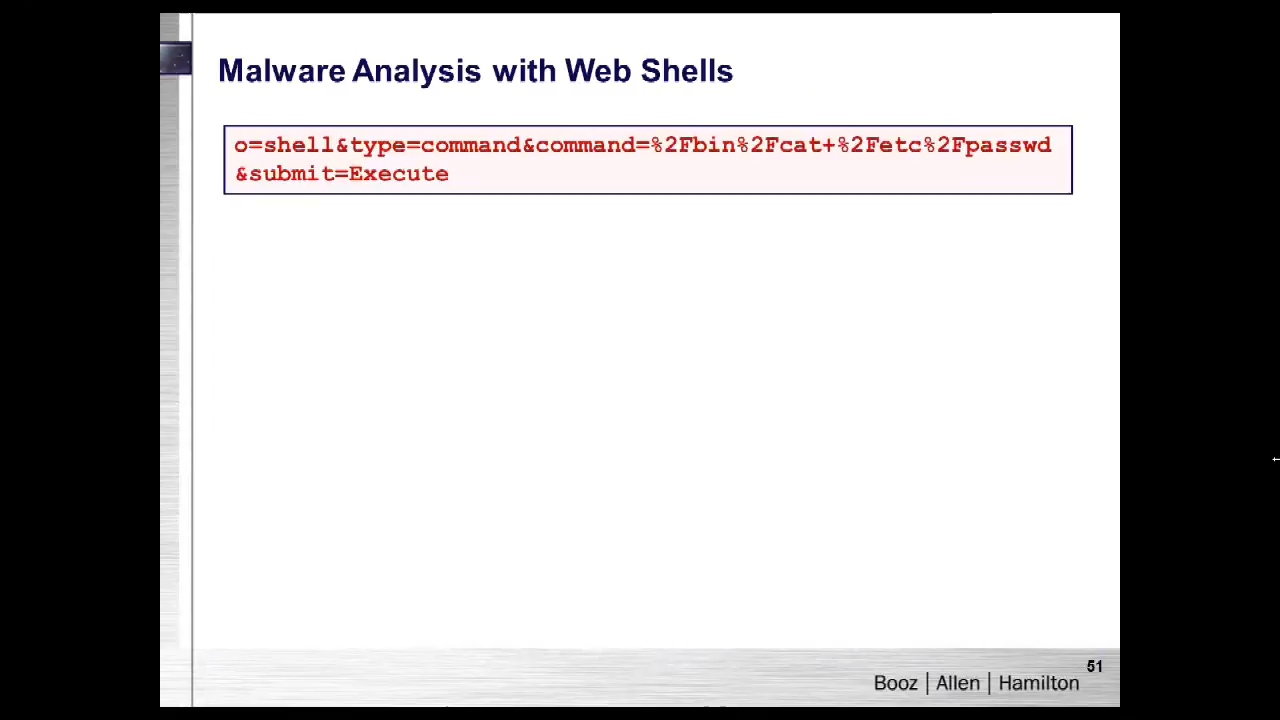 Malware Analysis with Web Shells
o=shell&type=command&command=%2Fbin%2Fcat+%2Fetc%2Fpasswd
&submit=Execute
51
Booz | Allen | Hamilton